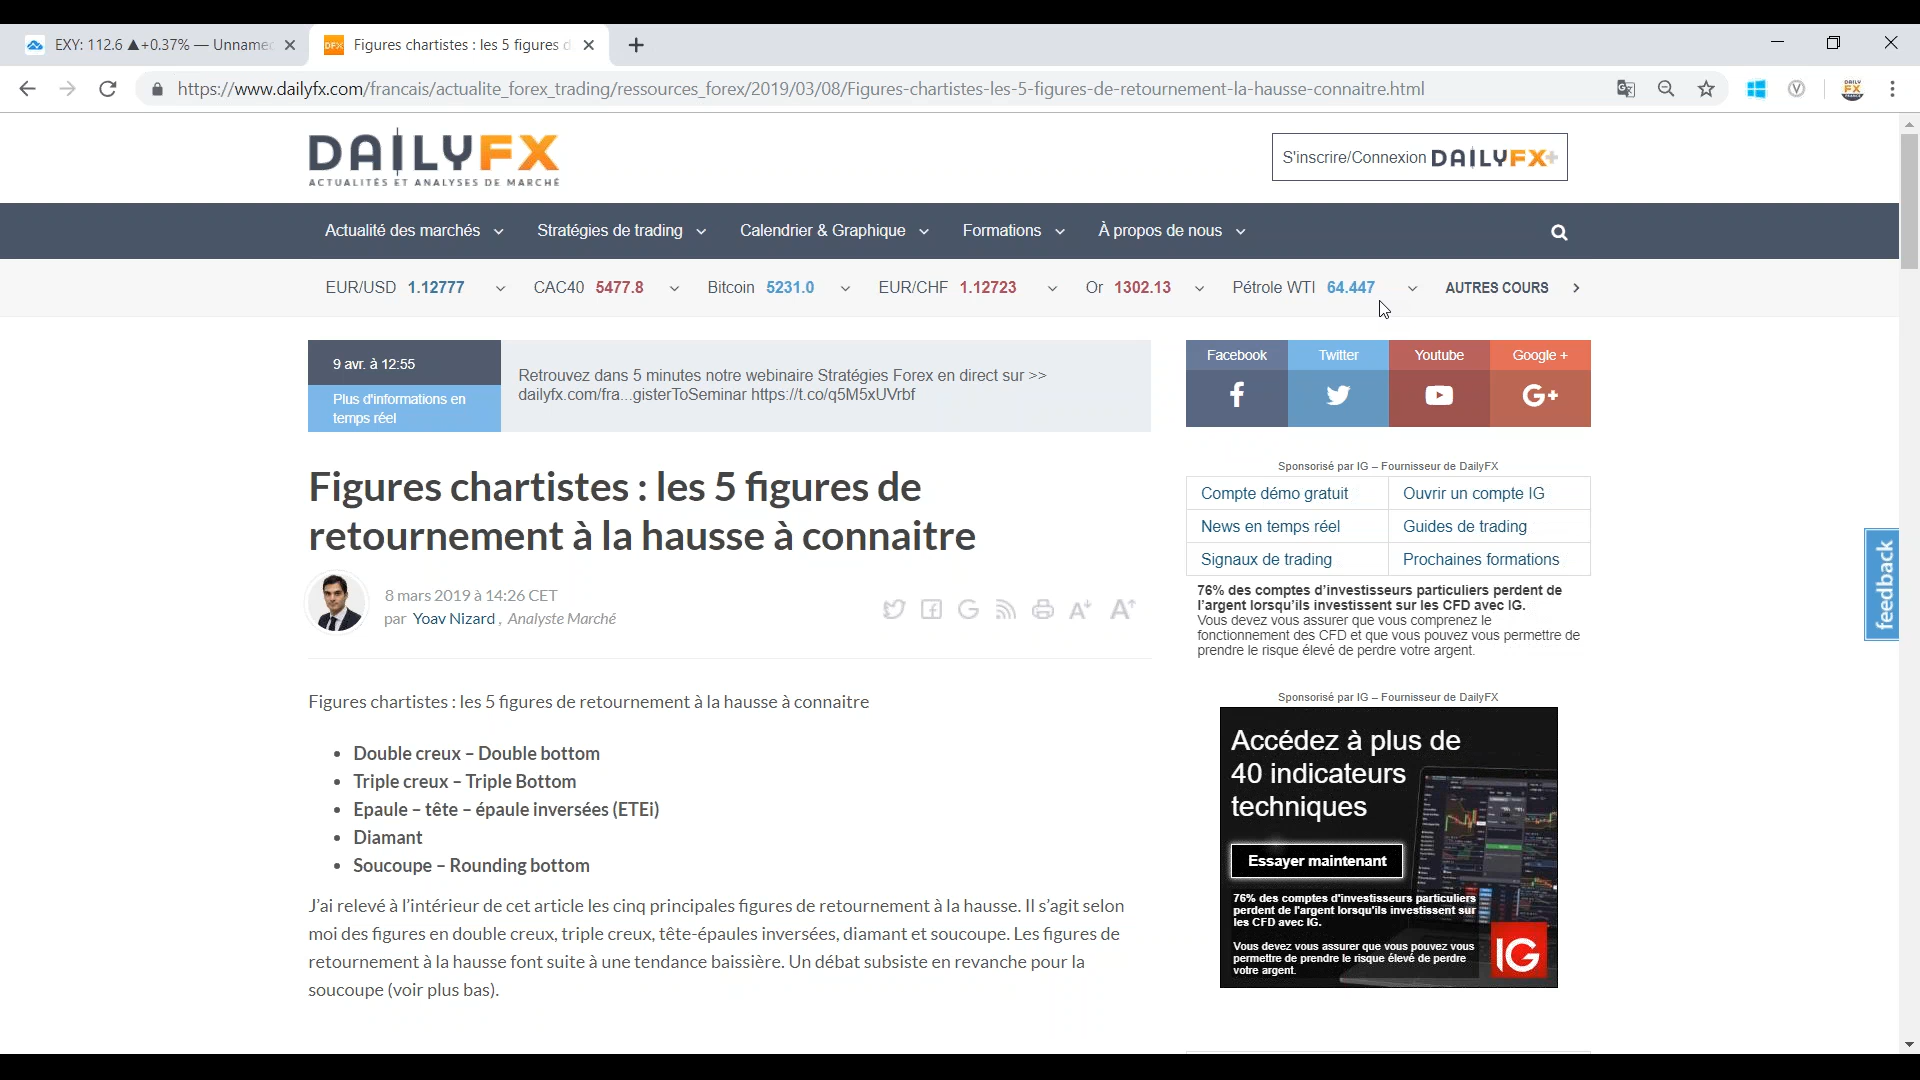 EXY: 112.6 ▲+0.37% — Unnamed
Figures chartistes : les 5 figures d
https://www.dailyfx.com/francais/actualite_forex_trading/ressources_forex/2019/03/08/Figures-chartistes-les-5-figures-de-retournement-la-hausse-connaitre.html
DAILYFX
ACTUALITÉS ET ANALYSES DE MARCHÉ
S'inscrire/Connexion DAILYFX+
Actualité des marchés
Stratégies de trading
Calendrier & Graphique
Formations
À propos de nous
EUR/USD 1.12777
CAC40 5477.8
Bitcoin 5231.0
EUR/CHF 1.12723
Or 1302.13
Pétrole WTI 64.447
AUTRES COURS
9 avr. à 12:55
Plus d'informations en
temps réel
Retrouvez dans 5 minutes notre webinaire Stratégies Forex en direct sur >>
dailyfx.com/fra...gisterToSeminar https://t.co/q5M5xUVrbf
Figures chartistes : les 5 figures de
retournement à la hausse à connaitre
8 mars 2019 à 14:26 CET
par Yoav Nizard , Analyste Marché
Figures chartistes : les 5 figures de retournement à la hausse à connaitre
• Double creux – Double bottom
• Triple creux – Triple Bottom
• Epaule – tête – épaule inversées (ETEi)
• Diamant
• Soucoupe – Rounding bottom
J'ai relevé à l'intérieur de cet article les cinq principales figures de retournement à la hausse. Il s'agit selon
moi des figures en double creux, triple creux, tête-épaules inversées, diamant et soucoupe. Les figures de
retournement à la hausse font suite à une tendance baissière. Un débat subsiste en revanche pour la
soucoupe (voir plus bas).
Facebook
Twitter
Youtube
Google +
Sponsorisé par IG – Fournisseur de DailyFX
Compte démo gratuit
Ouvrir un compte IG
News en temps réel
Guides de trading
Signaux de trading
Prochaines formations
76% des comptes d'investisseurs particuliers perdent de
l'argent lorsqu'ils investissent sur les CFD avec IG.
Vous devez vous assurer que vous comprenez le
fonctionnement des CFD et que vous pouvez vous permettre de
prendre le risque élevé de perdre votre argent.
Sponsorisé par IG – Fournisseur de DailyFX
Accédez à plus de
40 indicateurs
techniques
Essayer maintenant
76% des comptes d'investisseurs particuliers
perdent de l'argent lorsqu'ils investissent sur
les CFD avec IG.
Vous devez vous assurer que vous pouvez vous
permettre de prendre le risque élevé de perdre
votre argent.
IG
feedback